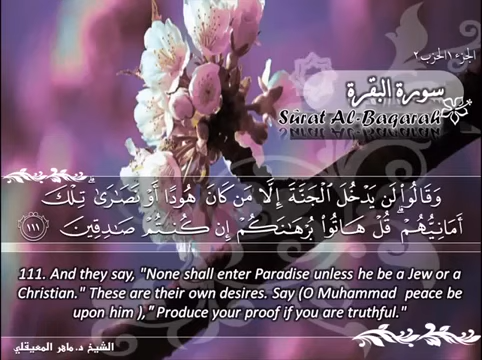 الجزء ١ الحزب ٢
سورة البقرة
Sūrat Al-Baqarah
وَقَالُوا۟ لَن يَدْخُلَ ٱلْجَنَّةَ إِلَّا مَن كَانَ هُودًا أَوْ نَصَـٰرَىٰ ۗ تِلْكَ
أَمَانِيُّهُمْ ۗ قُلْ هَاتُوا۟ بُرْهَـٰنَكُمْ إِن كُنتُمْ صَـٰدِقِينَ ١١١
111. And they say, "None shall enter Paradise unless he be a Jew or a
Christian." These are their own desires. Say (O Muhammad peace be
upon him )," Produce your proof if you are truthful."
الشيخ د. ماهر المعيقلي